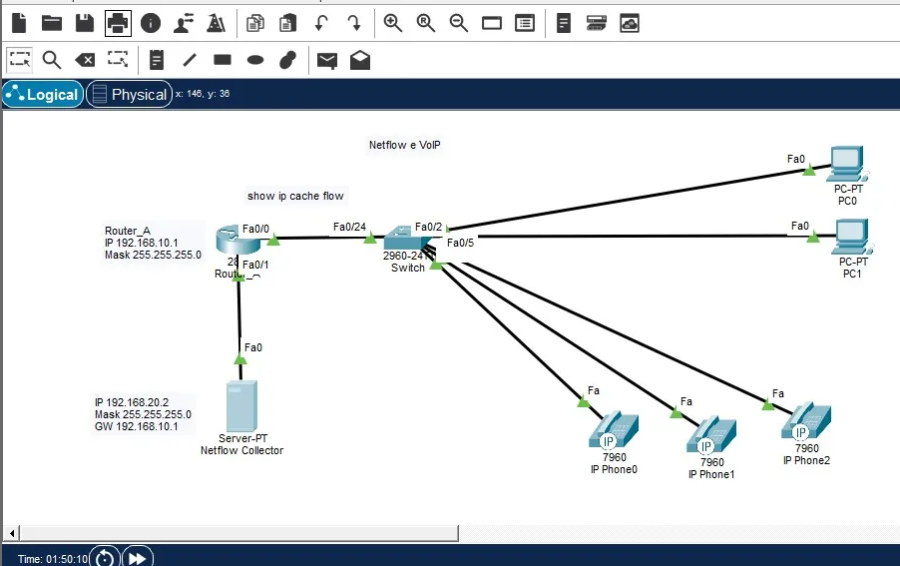 Logical
Physical
x: 146, y: 36
Netflow e VoIP
show ip cache flow
Fa0
PC-PT
PC0
Router_A
IP 192.168.10.1
Mask 255.255.255.0
Fa0/0
Fa0/24
Fa0/2
Fa0/5
Fa0
PC-PT
PC1
28
Fa0/1
2960-24
Switch
Fa0
IP 192.168.20.2
Mask 255.255.255.0
GW 192.168.10.1
Server-PT
Netflow Collector
Fa
Fa
Fa
IP
7960
IP Phone0
IP
7960
IP Phone1
IP
7960
IP Phone2
Time: 01:50:10